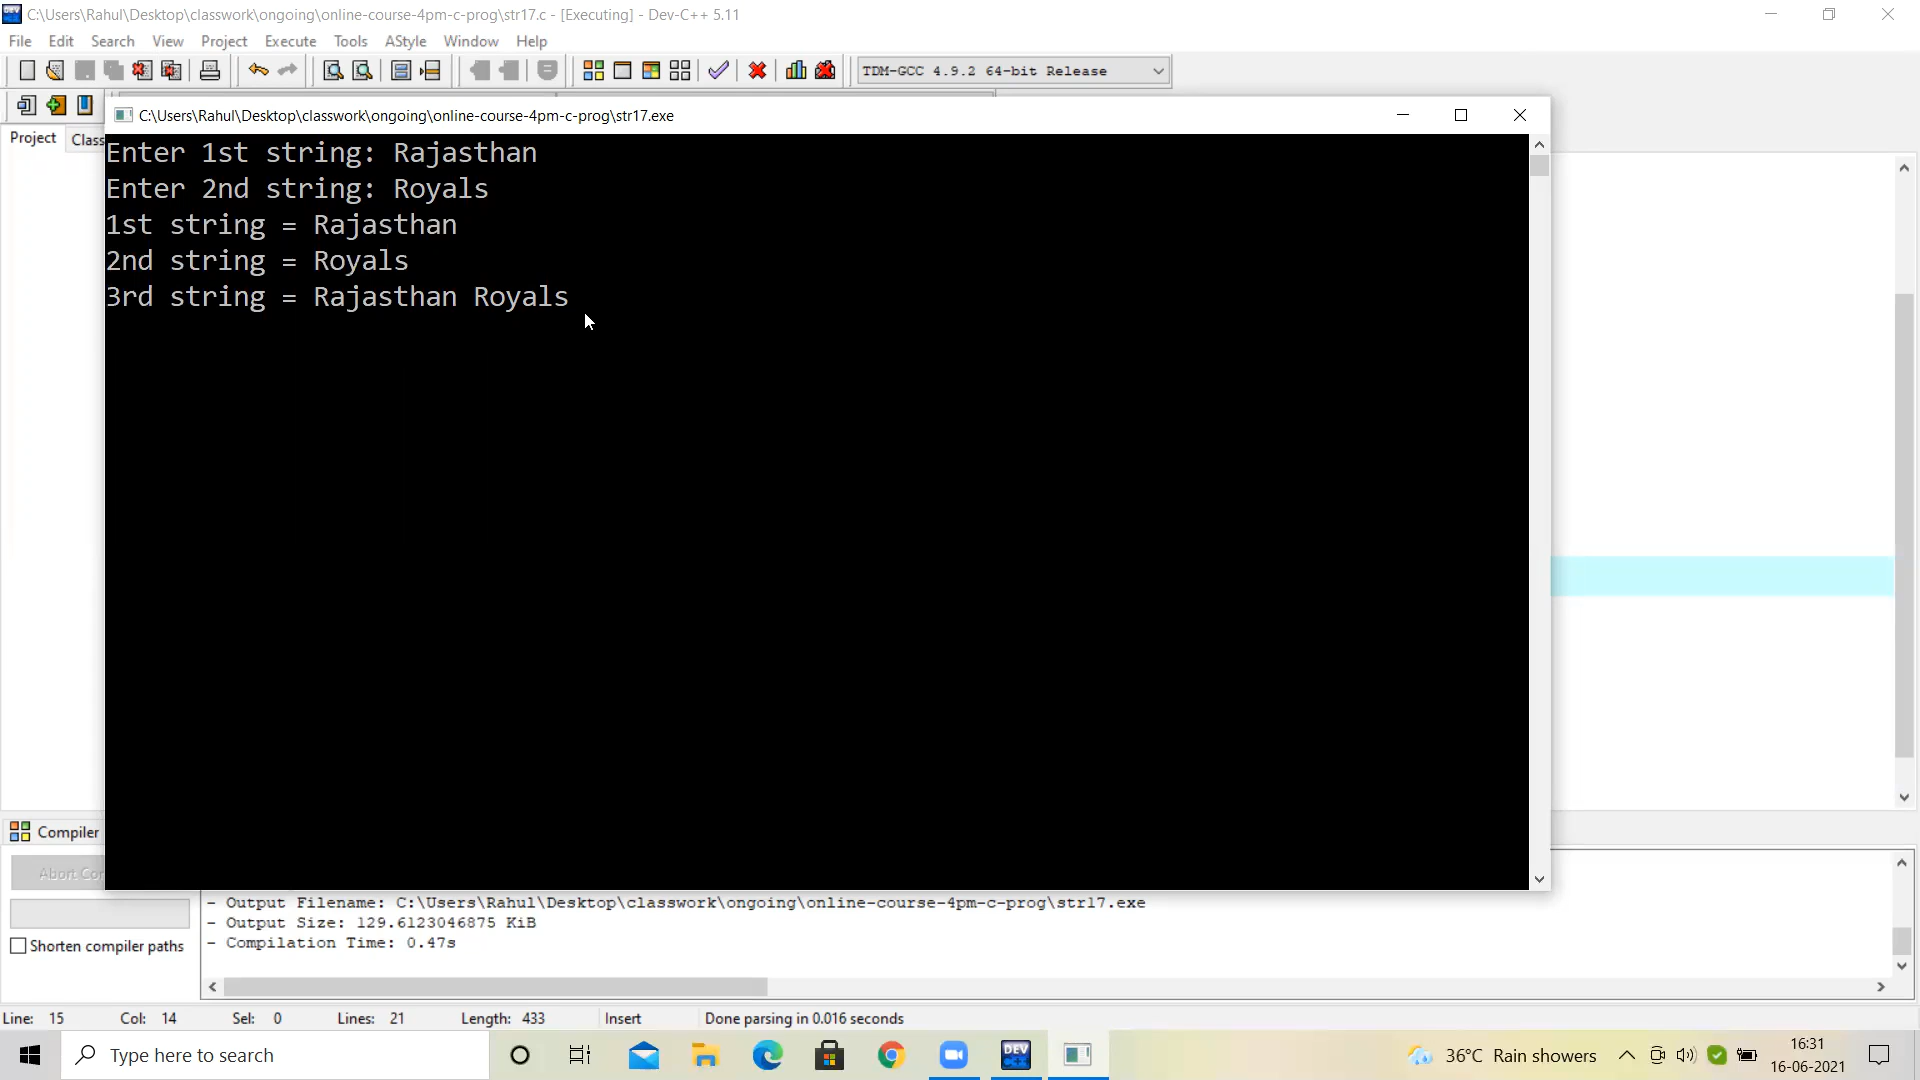 C:\Users\Rahul\Desktop\classwork\ongoing\online-course-4pm-c-prog\str17.c - [Executing] - Dev-C++ 5.11
File Edit Search View Project Execute Tools AStyle Window Help
TDM-GCC 4.9.2 64-bit Release
C:\Users\Rahul\Desktop\classwork\ongoing\online-course-4pm-c-prog\str17.exe
Project Class
Enter 1st string: Rajasthan
Enter 2nd string: Royals
1st string = Rajasthan
2nd string = Royals
3rd string = Rajasthan Royals
Compiler
Abort Co
- Output Filename: C:\Users\Rahul\Desktop\classwork\ongoing\online-course-4pm-c-prog\str17.exe
- Output Size: 129.6123046875 KiB
- Compilation Time: 0.47s
Shorten compiler paths
Line: 15 Col: 14 Sel: 0 Lines: 21 Length: 433 Insert Done parsing in 0.016 seconds
Type here to search
DEV
36°C Rain showers
16:31
16-06-2021